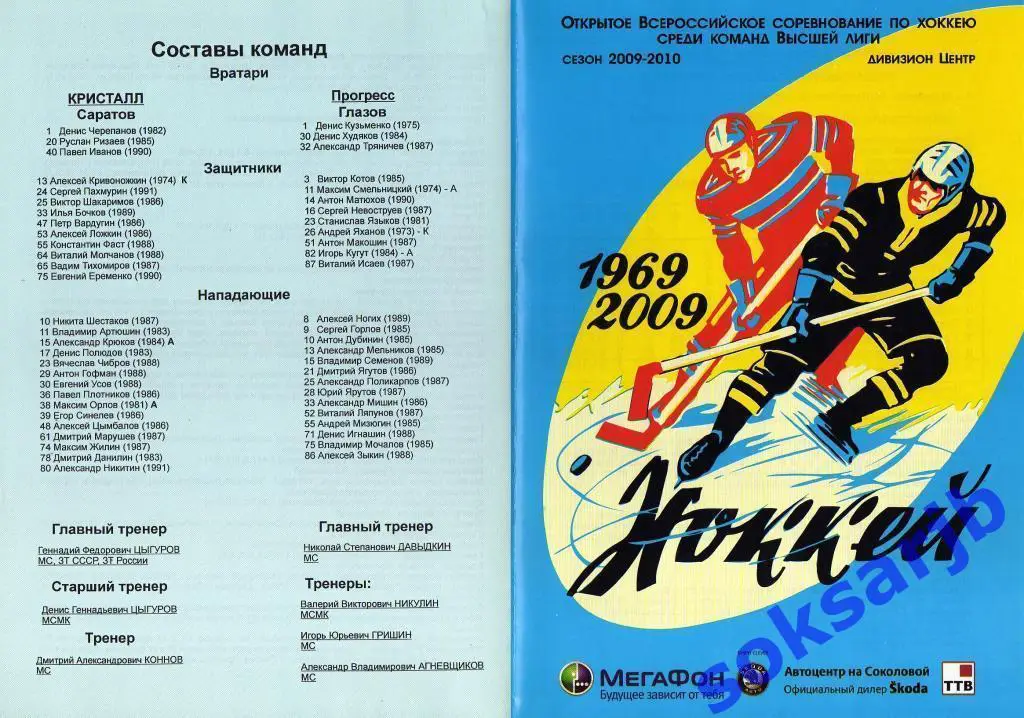 Составы команд
Вратари
КРИСТАЛЛ
Саратов
1 Денис Черепанов (1982)
20 Руслан Ризаев (1985)
40 Павел Иванов (1990)
Прогресс
Глазов
1 Денис Кузьменко (1975)
30 Денис Худяков (1984)
32 Александр Тряничев (1987)
Защитники
13 Алексей Кривоножкин (1974) К
24 Сергей Пахмурин (1991)
25 Виктор Шакаримов (1986)
33 Илья Бочков (1989)
47 Петр Вардугин (1986)
53 Алексей Ложкин (1986)
55 Константин Фаст (1988)
64 Виталий Молчанов (1988)
65 Вадим Тихомиров (1987)
75 Евгений Еременко (1990)
3 Виктор Котов (1985)
11 Максим Смельницкий (1974) - А
14 Антон Матюхов (1990)
16 Сергей Невоструев (1987)
23 Станислав Языков (1981)
26 Андрей Яханов (1973) - К
51 Антон Макошин (1987)
82 Игорь Кугут (1984) - А
87 Виталий Исаев (1987)
Нападающие
10 Никита Шестаков (1987)
11 Владимир Артюшин (1983)
15 Александр Крюков (1984) А
17 Денис Полюдов (1983)
23 Вячеслав Чибров (1988)
29 Антон Гофман (1988)
30 Евгений Усов (1988)
36 Павел Плотников (1986)
38 Максим Орлов (1981) А
39 Егор Синелев (1986)
48 Алексей Цымбалов (1986)
61 Дмитрий Марушев (1987)
74 Максим Жилин (1987)
78 Дмитрий Данилин (1983)
80 Александр Никитин (1991)
8 Алексей Ногих (1989)
9 Сергей Горлов (1985)
10 Антон Дубинин (1985)
13 Александр Мельников (1985)
15 Владимир Семенов (1989)
21 Дмитрий Ягутов (1986)
25 Александр Поликарпов (1987)
28 Юрий Ярутов (1987)
33 Александр Мишин (1986)
52 Виталий Ляпунов (1987)
55 Андрей Мизюгин (1985)
71 Денис Игнашин (1988)
75 Владимир Мочалов (1985)
86 Алексей Зыкин (1988)
Главный тренер
Геннадий Федорович ЦЫГУРОВ
МС, ЗТ СССР, ЗТ России
Старший тренер
Денис Геннадьевич ЦЫГУРОВ
МСМК
Тренер
Дмитрий Александрович КОННОВ
МС
Главный тренер
Николай Степанович ДАВЫДКИН
МС
Тренеры:
Валерий Викторович НИКУЛИН
МСМК
Игорь Юрьевич ГРИШИН
МС
Александр Владимирович АГНЕВЩИКОВ
МС
Открытое Всероссийское соревнование по хоккею
среди команд Высшей лиги
сезон 2009-2010
дивизион Центр
1969
2009
Хоккей
МегаФон
Будущее зависит от тебя
Автоцентр на Соколовой
Официальный дилер Škoda
ТТВ
soksarjb